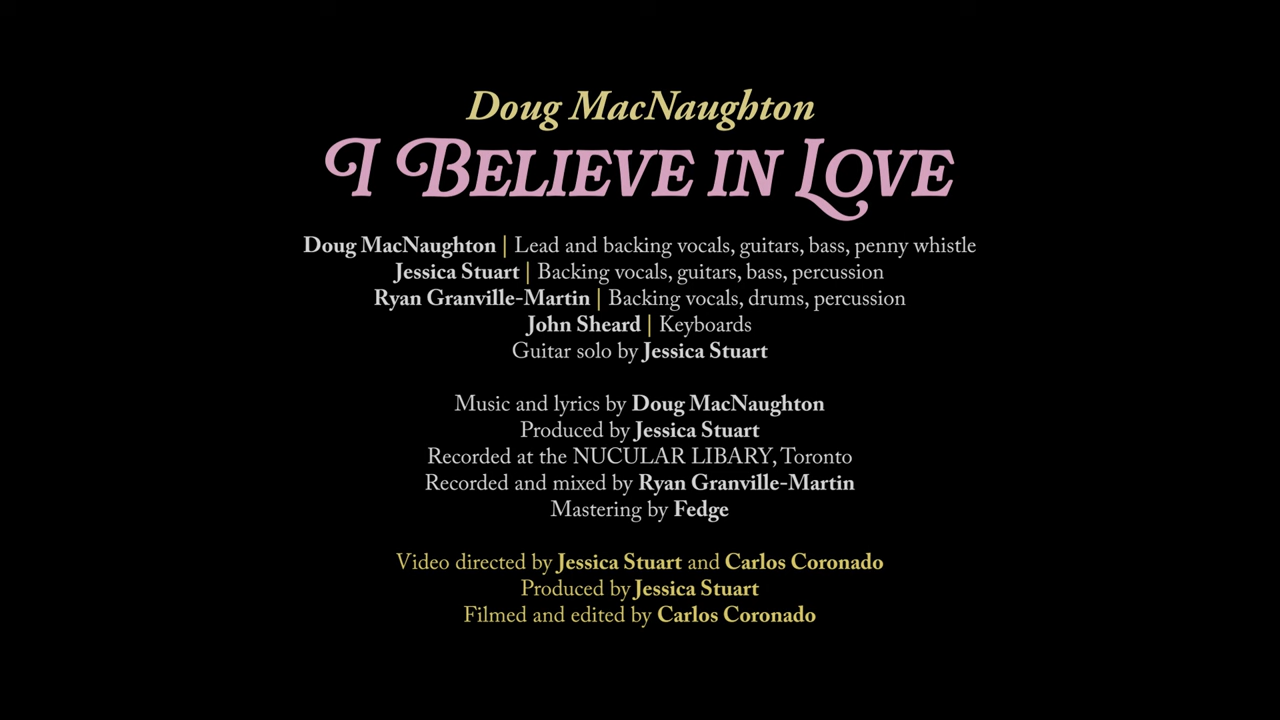 Doug MacNaughton
I BELIEVE IN LOVE
Doug MacNaughton | Lead and backing vocals, guitars, bass, penny whistle
Jessica Stuart | Backing vocals, guitars, bass, percussion
Ryan Granville-Martin | Backing vocals, drums, percussion
John Sheard | Keyboards
Guitar solo by Jessica Stuart
Music and lyrics by Doug MacNaughton
Produced by Jessica Stuart
Recorded at the NUCULAR LIBARY, Toronto
Recorded and mixed by Ryan Granville-Martin
Mastering by Fedge
Video directed by Jessica Stuart and Carlos Coronado
Produced by Jessica Stuart
Filmed and edited by Carlos Coronado